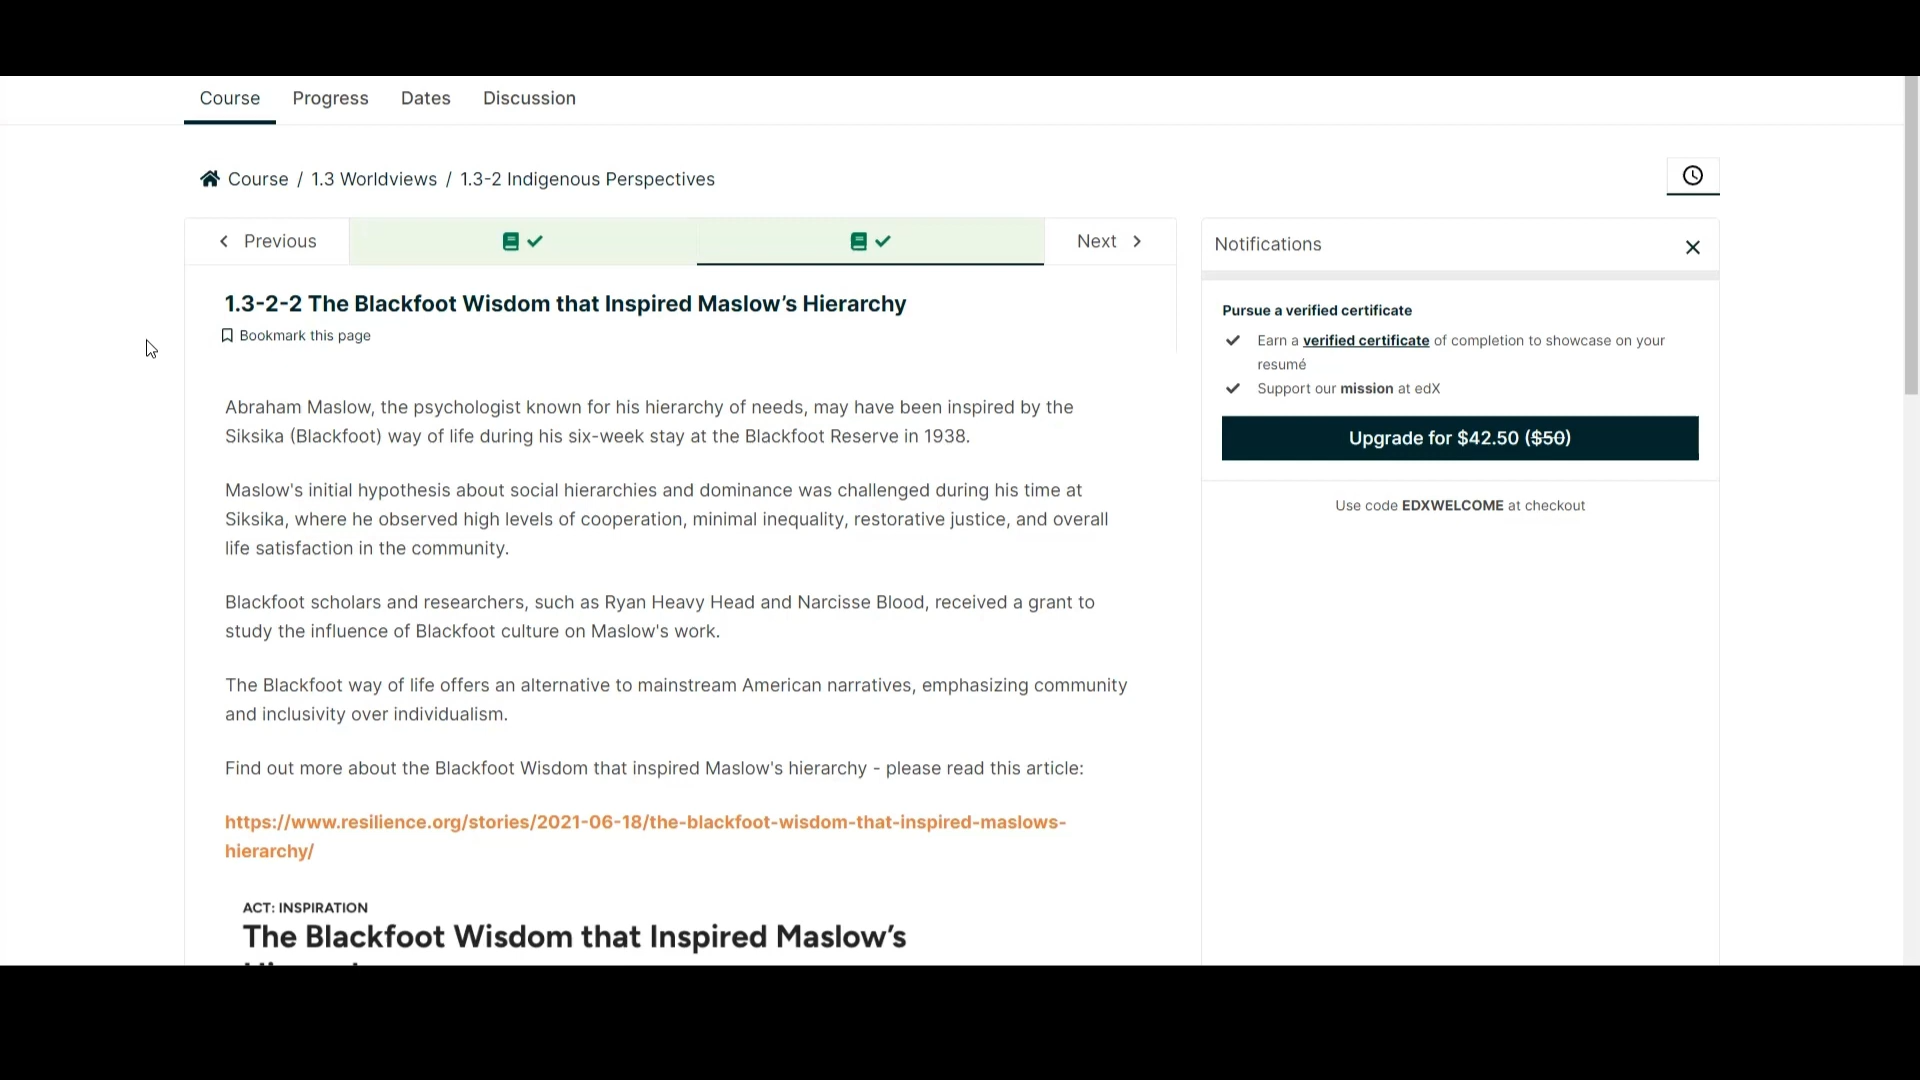 Course Progress Dates Discussion
Course / 1.3 Worldviews / 1.3-2 Indigenous Perspectives
Previous
Next
1.3-2-2 The Blackfoot Wisdom that Inspired Maslow’s Hierarchy
Bookmark this page
Abraham Maslow, the psychologist known for his hierarchy of needs, may have been inspired by the
Siksika (Blackfoot) way of life during his six-week stay at the Blackfoot Reserve in 1938.
Maslow's initial hypothesis about social hierarchies and dominance was challenged during his time at
Siksika, where he observed high levels of cooperation, minimal inequality, restorative justice, and overall
life satisfaction in the community.
Blackfoot scholars and researchers, such as Ryan Heavy Head and Narcisse Blood, received a grant to
study the influence of Blackfoot culture on Maslow's work.
The Blackfoot way of life offers an alternative to mainstream American narratives, emphasizing community
and inclusivity over individualism.
Find out more about the Blackfoot Wisdom that inspired Maslow's hierarchy - please read this article:
https://www.resilience.org/stories/2021-06-18/the-blackfoot-wisdom-that-inspired-maslows-
hierarchy/
ACT: INSPIRATION
The Blackfoot Wisdom that Inspired Maslow’s
Notifications
Pursue a verified certificate
Earn a verified certificate of completion to showcase on your
resumé
Support our mission at edX
Upgrade for $42.50 ($50)
Use code EDXWELCOME at checkout